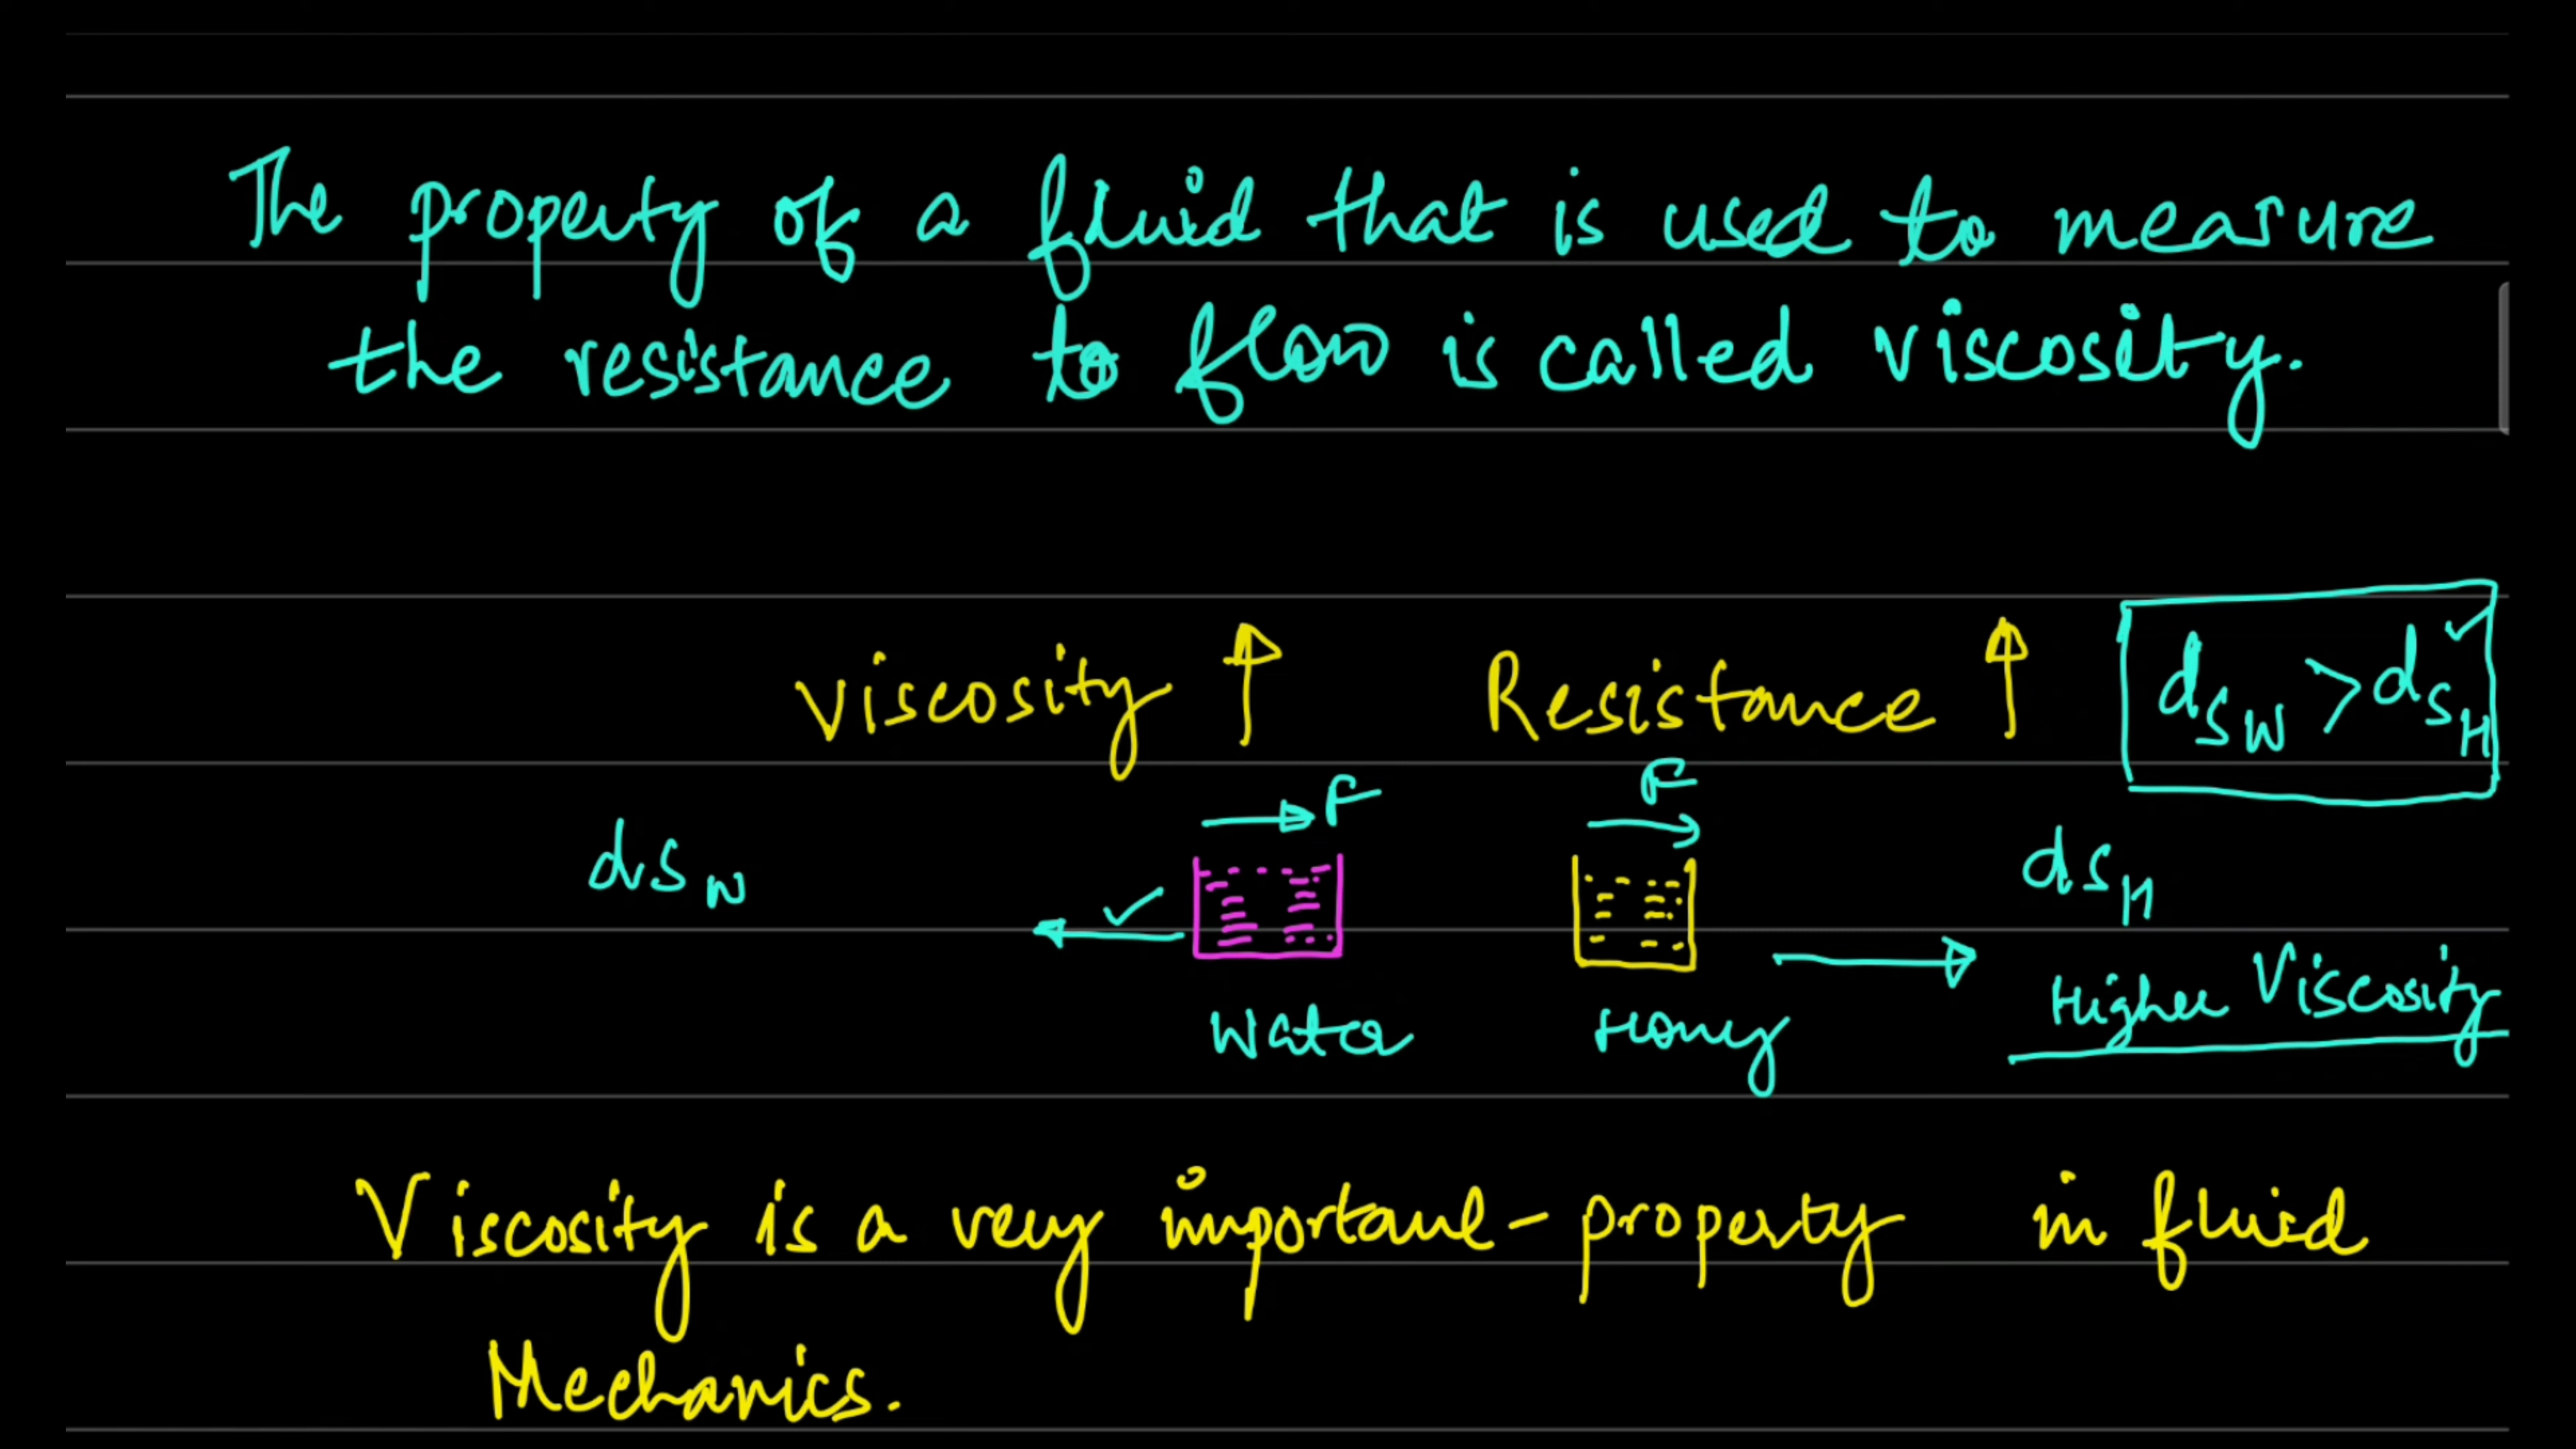 The property of a fluid that is used to measure
the resistance to flow is called viscosity.
Viscosity ↑ Resistance ↑ dsW > dsH ✓
F F
dsW dsH
✓
Higher Viscosity
Water Hony
Viscosity is a very important property in fluid
Mechanics.